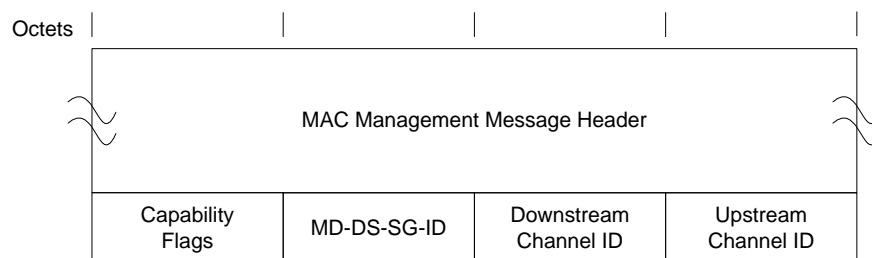 Octets
MAC Management Message Header
Capability Flags
MD-DS-SG-ID
Downstream Channel ID
Upstream Channel ID